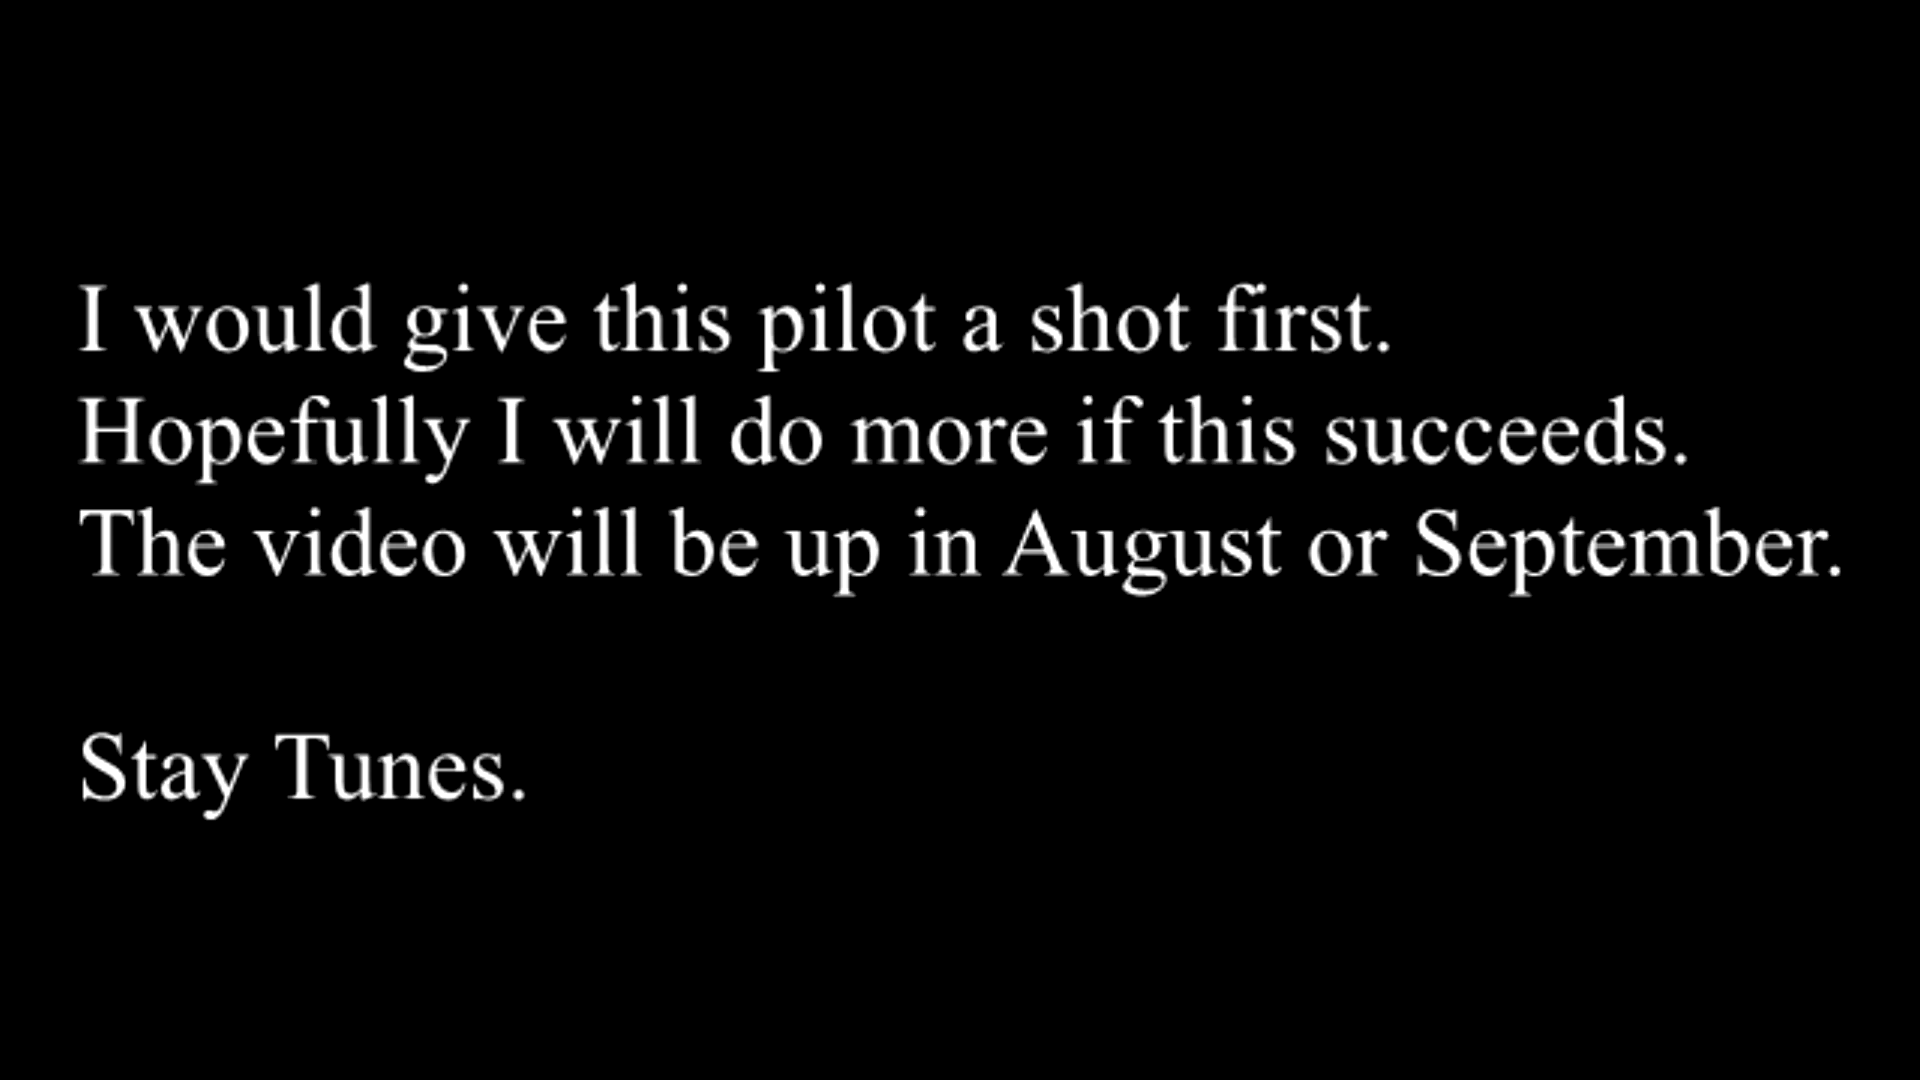 I would give this pilot a shot first.
Hopefully I will do more if this succeeds.
The video will be up in August or September.
Stay Tunes.